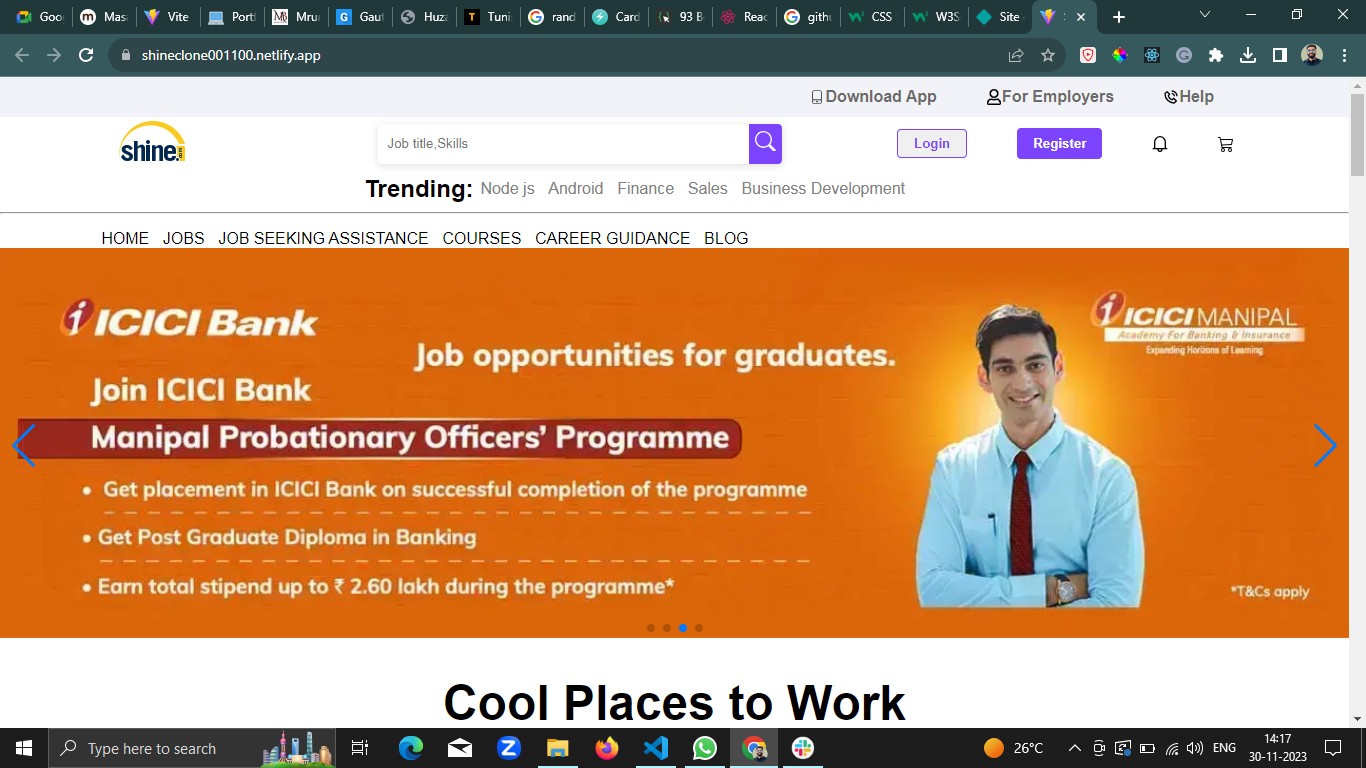 Goo
Mas
Vite
Port
Mru
Gau
Huza
Tuni
rand
Card
93 B
Reac
gith
CSS
W3S
Site
shineclone001100.netlify.app
Download App
For Employers
Help
shine.com
Job title,Skills
Login
Register
Trending: Node js Android Finance Sales Business Development
HOME JOBS JOB SEEKING ASSISTANCE COURSES CAREER GUIDANCE BLOG
i ICICI Bank
i ICICI MANIPAL
Academy For Banking & Insurance
Expanding Horizons of Learning
Job opportunities for graduates.
Join ICICI Bank
Manipal Probationary Officers' Programme
• Get placement in ICICI Bank on successful completion of the programme
• Get Post Graduate Diploma in Banking
• Earn total stipend up to ₹ 2.60 lakh during the programme*
*T&Cs apply
Cool Places to Work
Type here to search
26°C
ENG
14:17
30-11-2023